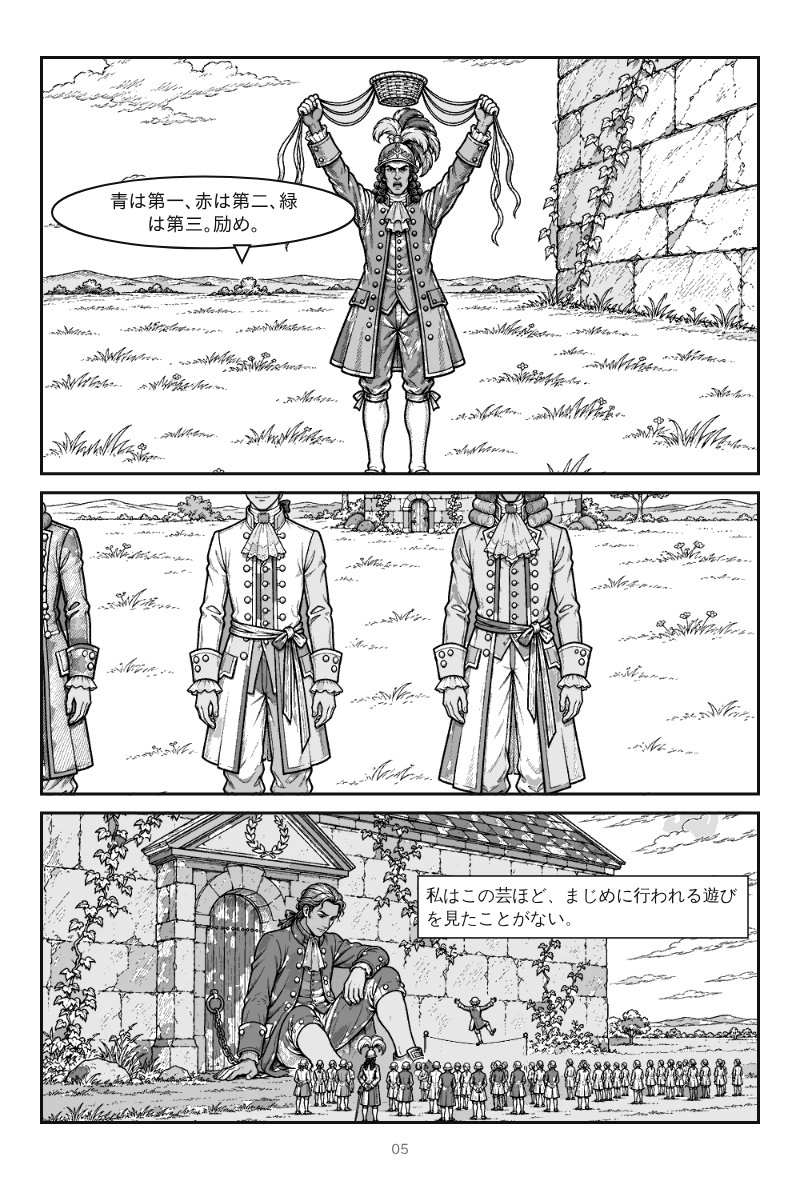 青は第一、赤は第二、緑
は第三。励め。
私はこの芸ほど、まじめに行われる遊び
を見たことがない。
05